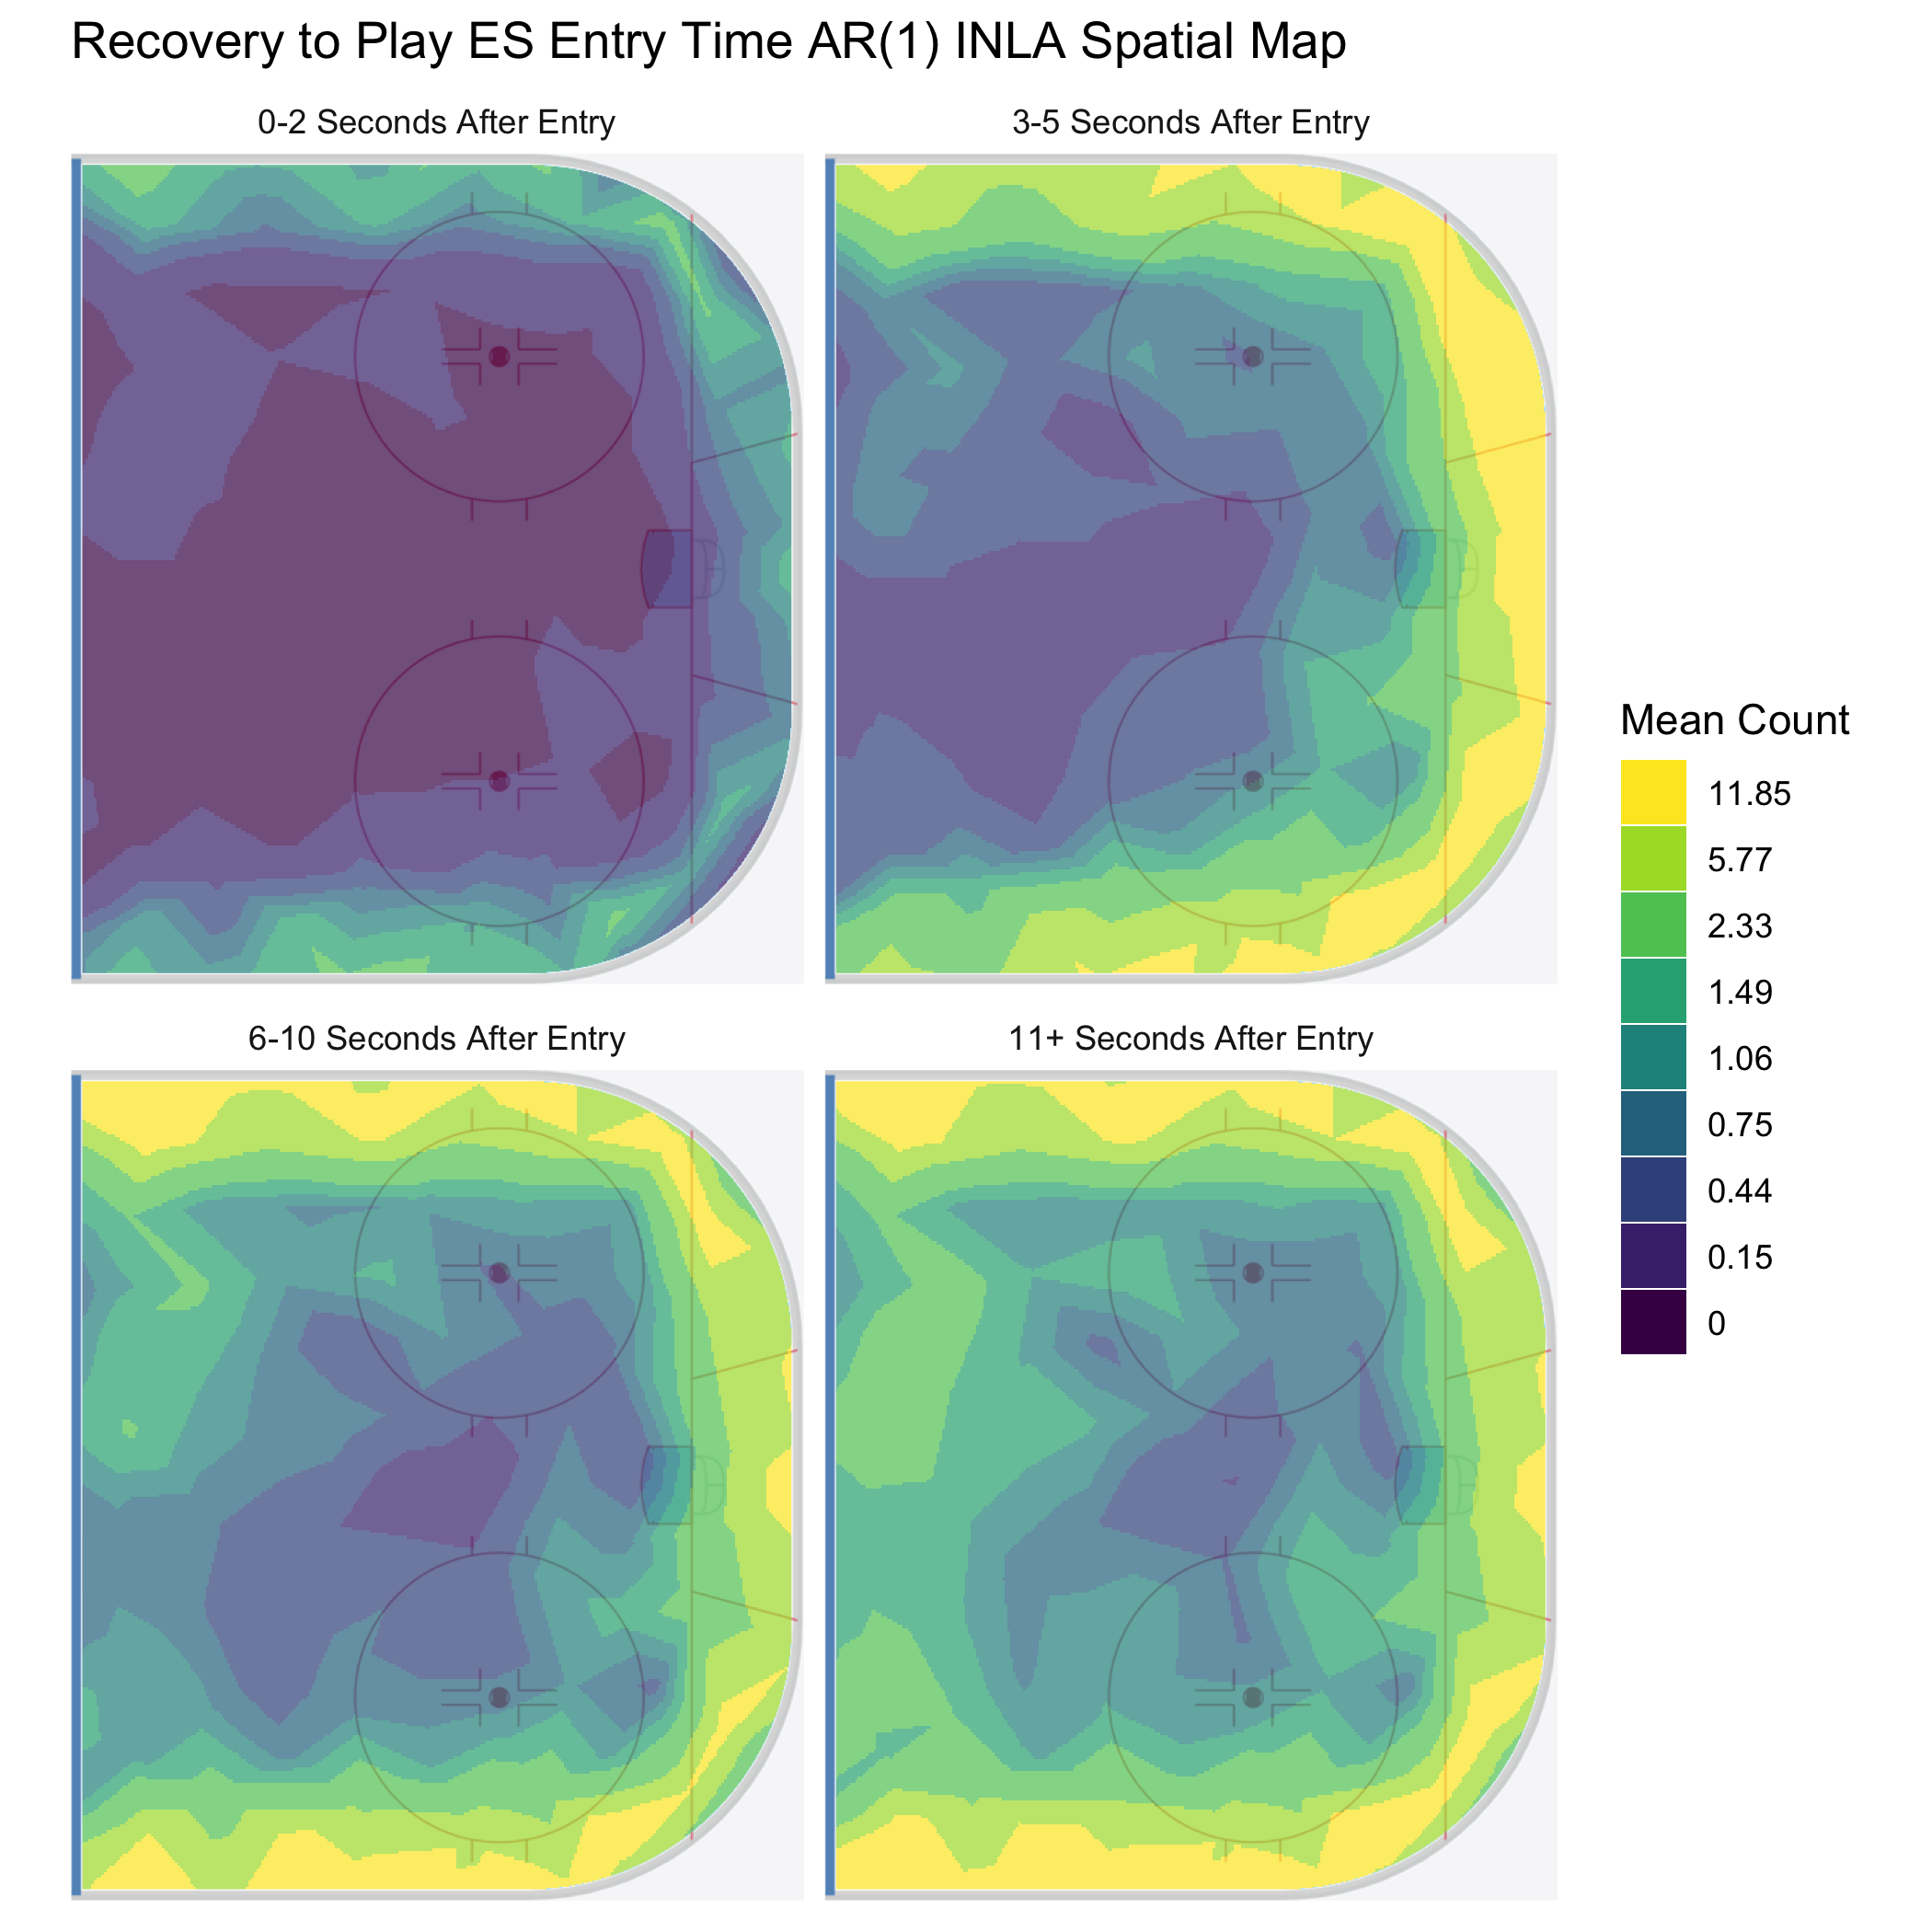 Recovery to Play ES Entry Time AR(1) INLA Spatial Map
0-2 Seconds After Entry
3-5 Seconds After Entry
6-10 Seconds After Entry
11+ Seconds After Entry
Mean Count
11.85
5.77
2.33
1.49
1.06
0.75
0.44
0.15
0